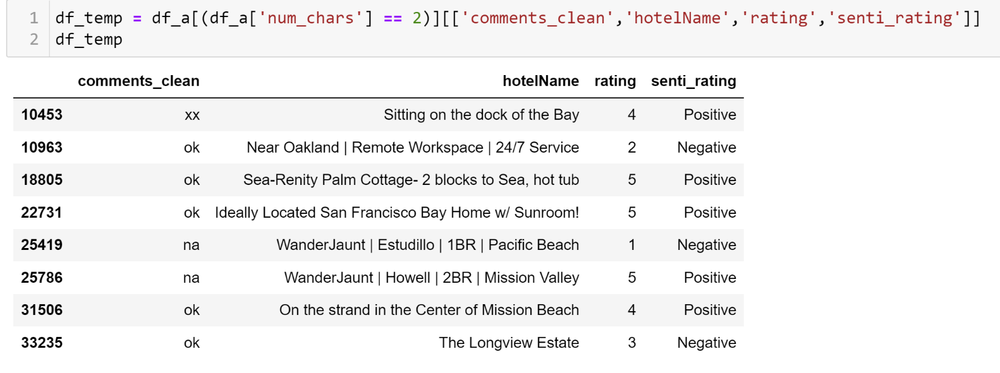 1 df_temp = df_a[(df_a['num_chars'] == 2)][['comments_clean','hotelName','rating','senti_rating']]
2 df_temp
comments_clean hotelName rating senti_rating
10453 xx Sitting on the dock of the Bay 4 Positive
10963 ok Near Oakland | Remote Workspace | 24/7 Service 2 Negative
18805 ok Sea-Renity Palm Cottage- 2 blocks to Sea, hot tub 5 Positive
22731 ok Ideally Located San Francisco Bay Home w/ Sunroom! 5 Positive
25419 na WanderJaunt | Estudillo | 1BR | Pacific Beach 1 Negative
25786 na WanderJaunt | Howell | 2BR | Mission Valley 5 Positive
31506 ok On the strand in the Center of Mission Beach 4 Positive
33235 ok The Longview Estate 3 Negative